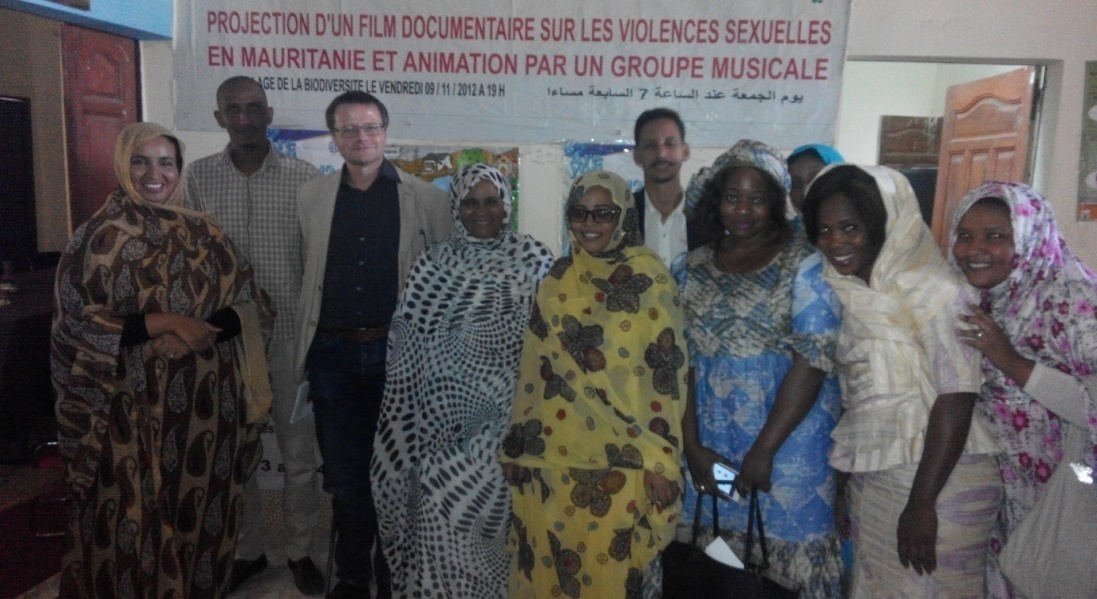 PROJECTION D'UN FILM DOCUMENTAIRE SUR LES VIOLENCES SEXUELLES
EN MAURITANIE ET ANIMATION PAR UN GROUPE MUSICALE
LAGE DE LA BIODIVERSITE LE VENDREDI 09 / 11 / 2012 A 19 H
يوم الجمعة عند الساعة 7 السابعة مساءا